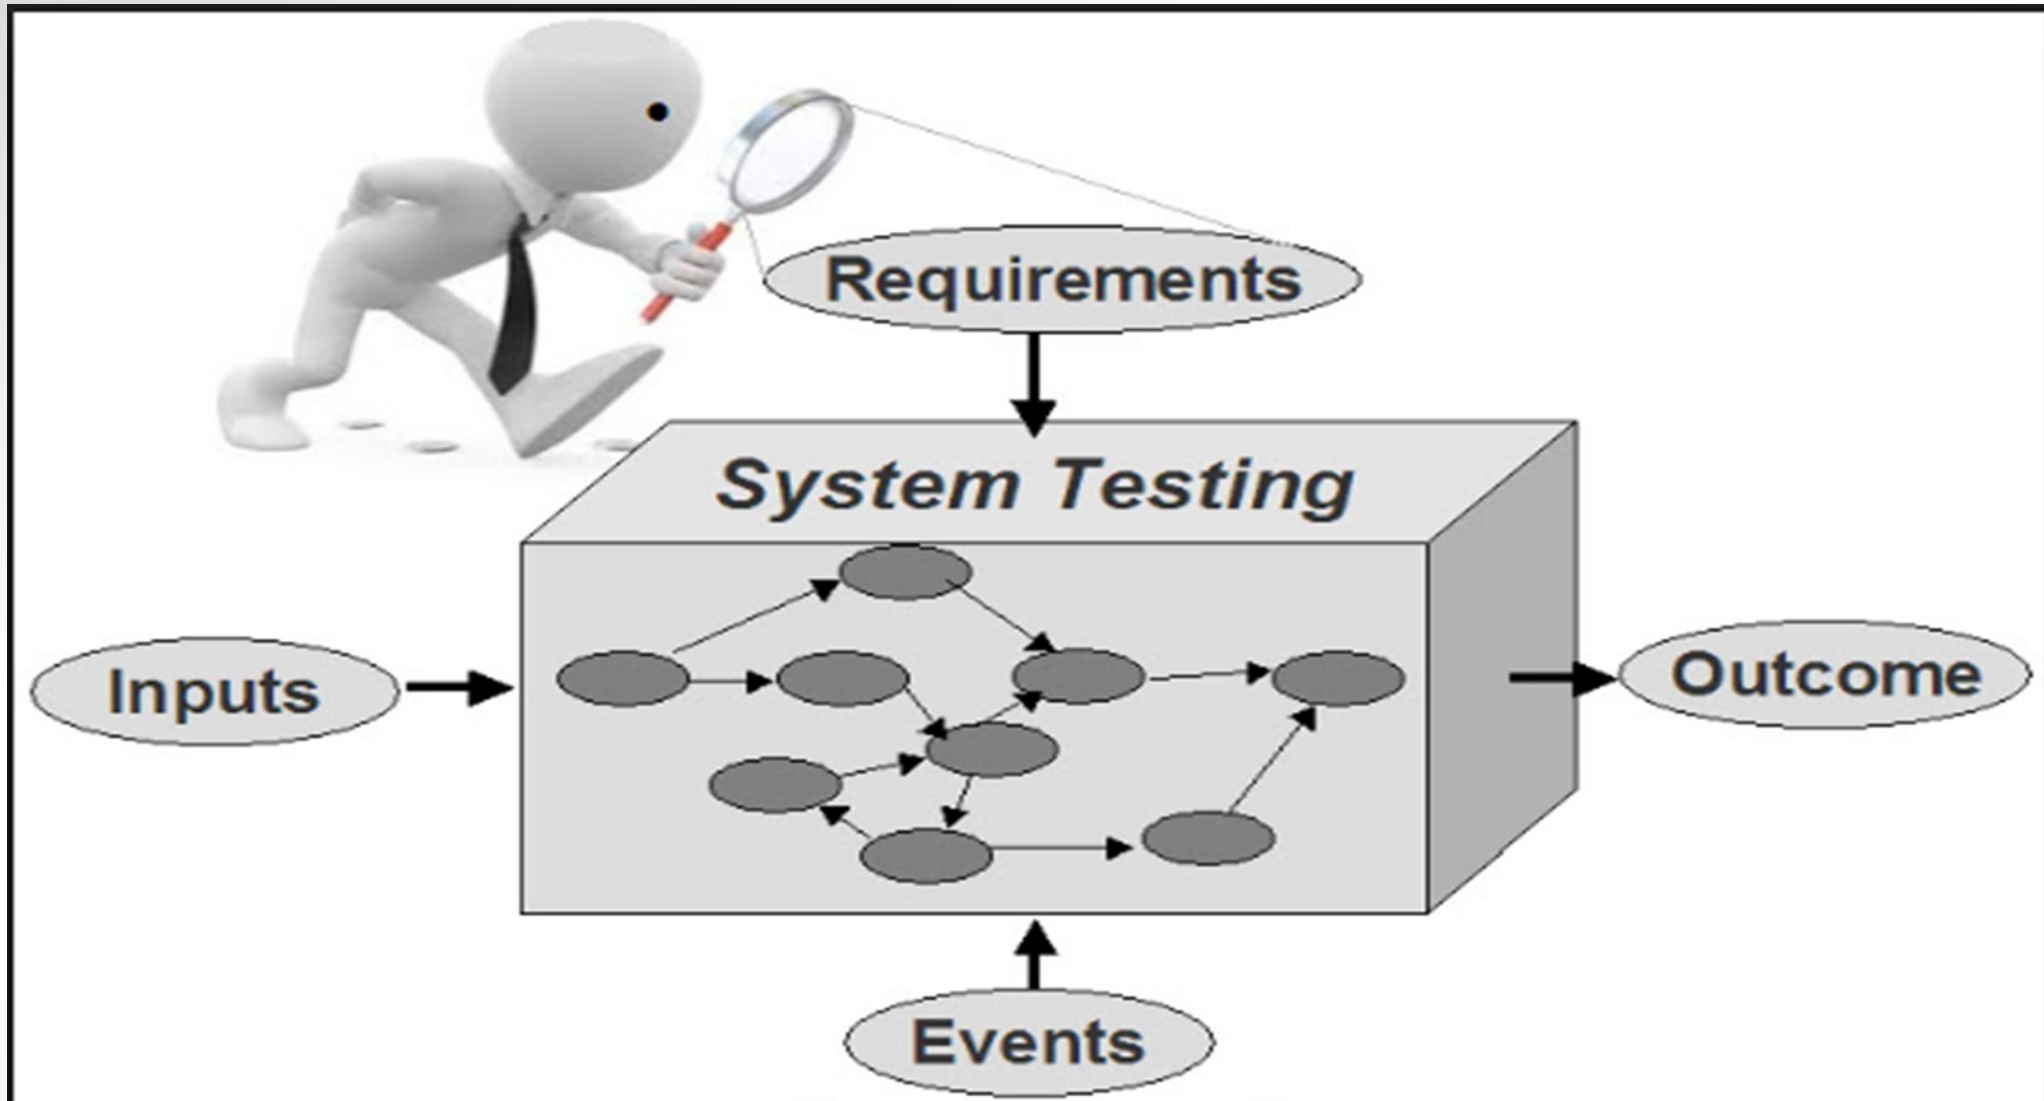 Requirements
System Testing
Inputs
Outcome
Events